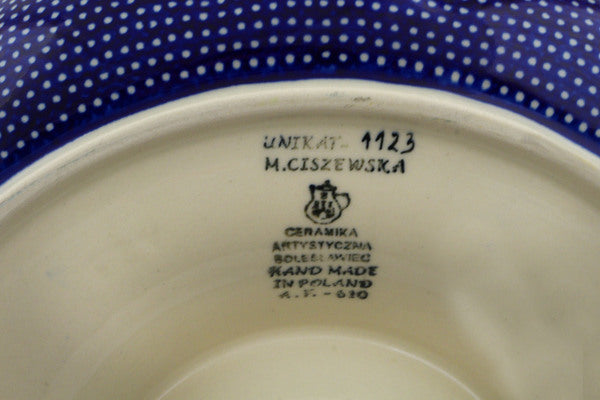 UNIKAT- 1123
M.CISZEWSKA
CERAMIKA
ARTYSTYCZNA
BOLESŁAWIEC
HAND MADE
IN POLAND